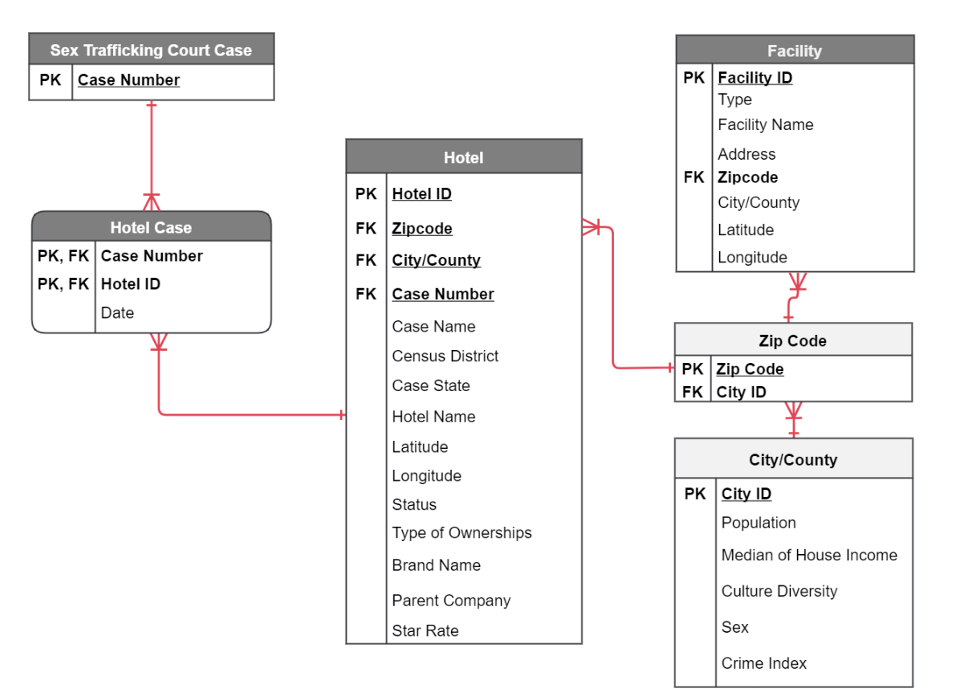 Sex Trafficking Court Case
PK Case Number
Hotel Case
PK, FK Case Number
PK, FK Hotel ID
Date
Hotel
PK Hotel ID
FK Zipcode
FK City/County
FK Case Number
Case Name
Census District
Case State
Hotel Name
Latitude
Longitude
Status
Type of Ownerships
Brand Name
Parent Company
Star Rate
Facility
PK Facility ID
Type
Facility Name
Address
FK Zipcode
City/County
Latitude
Longitude
Zip Code
PK Zip Code
FK City ID
City/County
PK City ID
Population
Median of House Income
Culture Diversity
Sex
Crime Index